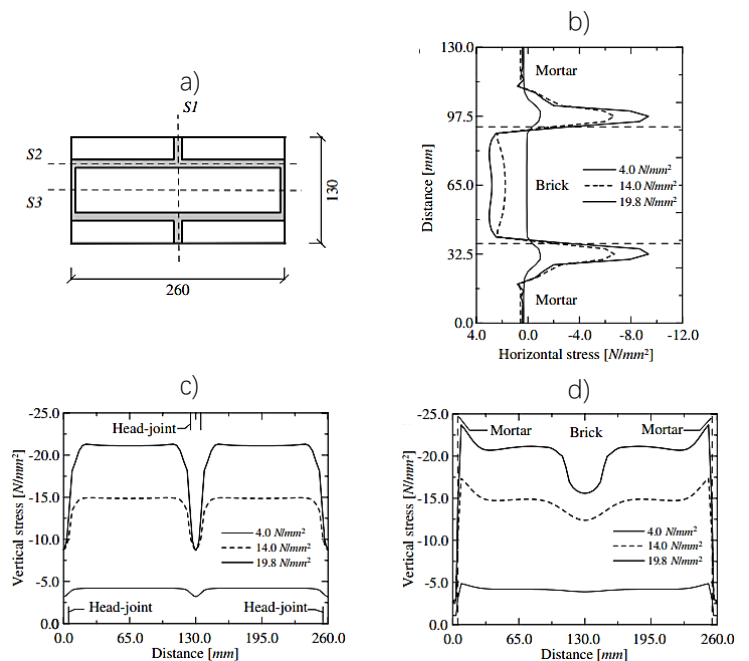 a)
S1
S2
S3
130
260
b)
130.0
97.5
65.0
32.5
0.0
Distance [mm]
Mortar
Brick
Mortar
4.0 N/mm²
14.0 N/mm²
19.8 N/mm²
4.0 0.0 -4.0 -8.0 -12.0
Horizontal stress [N/mm²]
c)
-25.0
-20.0
-15.0
-10.0
-5.0
0.0
Vertical stress [N/mm²]
Head-joint
4.0 N/mm²
14.0 N/mm²
19.8 N/mm²
Head-joint Head-joint
0.0 65.0 130.0 195.0 260.0
Distance [mm]
d)
-25.0
-20.0
-15.0
-10.0
-5.0
0.0
Vertical stress [N/mm²]
Mortar Brick Mortar
4.0 N/mm²
14.0 N/mm²
19.8 N/mm²
0.0 65.0 130.0 195.0 260.0
Distance [mm]